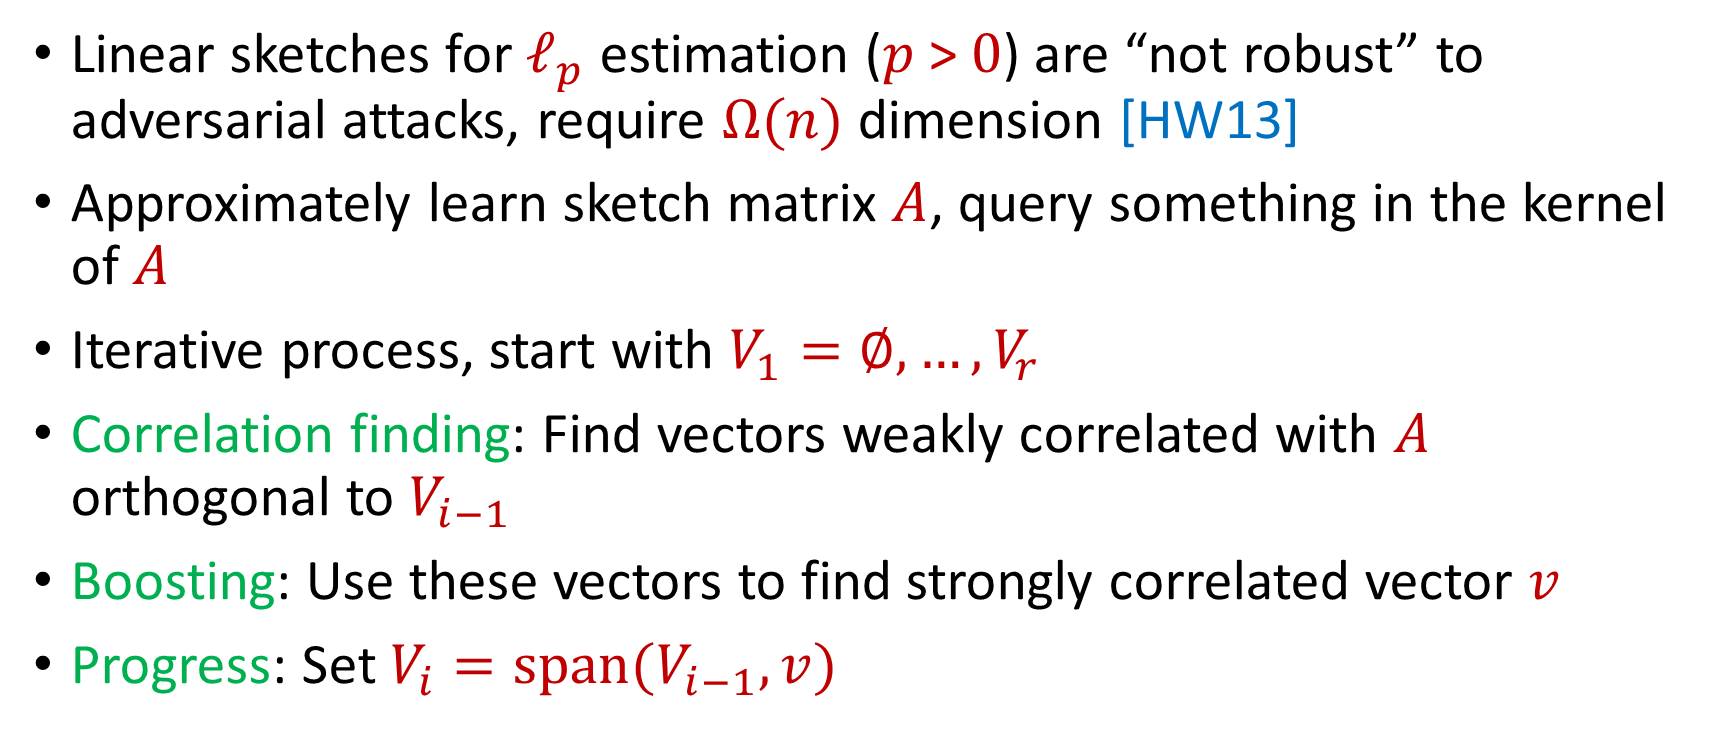 • Linear sketches for ℓ_p estimation (p > 0) are “not robust” to
adversarial attacks, require Ω(n) dimension [HW13]
• Approximately learn sketch matrix A, query something in the kernel
of A
• Iterative process, start with V_1 = ∅, … , V_r
• Correlation finding: Find vectors weakly correlated with A
orthogonal to V_{i−1}
• Boosting: Use these vectors to find strongly correlated vector v
• Progress: Set V_i = span(V_{i−1}, v)